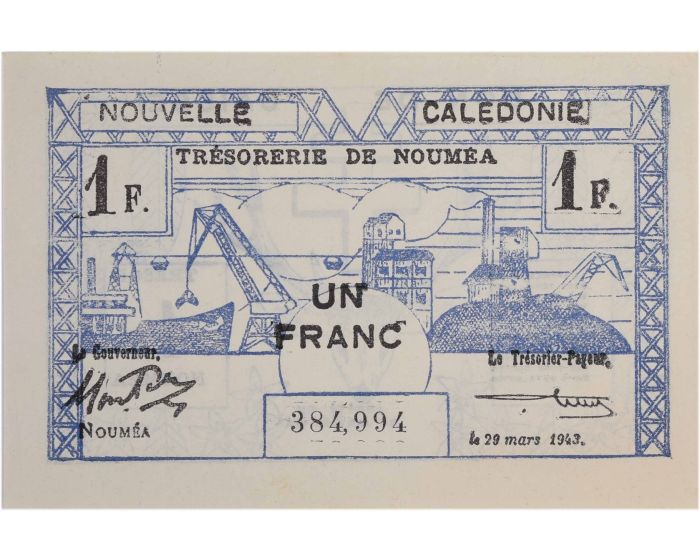 NOUVELLE CALEDONIE
1 F. 1 F.
TRÉSORERIE DE NOUMÉA
UN
FRANC
Le Gouverneur, Le Trésorier-Payeur,
NOUMÉA
384,994
le 29 mars 1943.